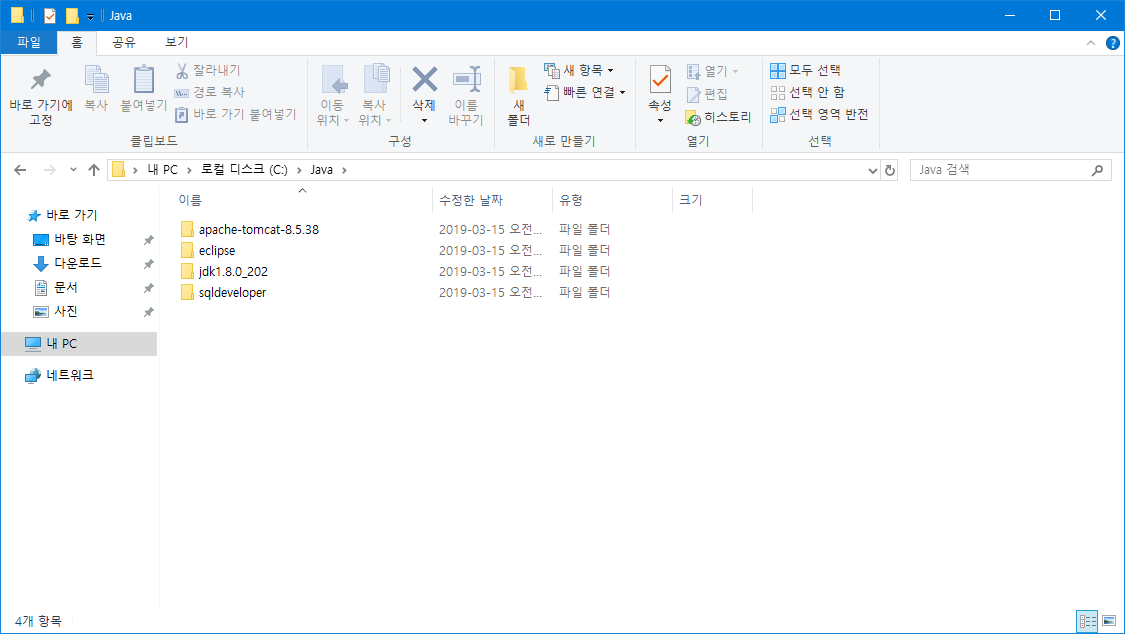 Java
파일 홈 공유 보기
바로 가기에 고정
복사
붙여넣기
잘라내기
경로 복사
바로 가기 붙여넣기
클립보드
이동 위치
복사 위치
삭제
이름 바꾸기
구성
새 폴더
새 항목
빠른 연결
새로 만들기
속성
열기
편집
히스토리
열기
모두 선택
선택 안 함
선택 영역 반전
선택
내 PC > 로컬 디스크 (C:) > Java >
Java 검색
바로 가기
바탕 화면
다운로드
문서
사진
내 PC
네트워크
이름 수정한 날짜 유형 크기
apache-tomcat-8.5.38 2019-03-15 오전... 파일 폴더
eclipse 2019-03-15 오전... 파일 폴더
jdk1.8.0_202 2019-03-15 오전... 파일 폴더
sqldeveloper 2019-03-15 오전... 파일 폴더
4개 항목